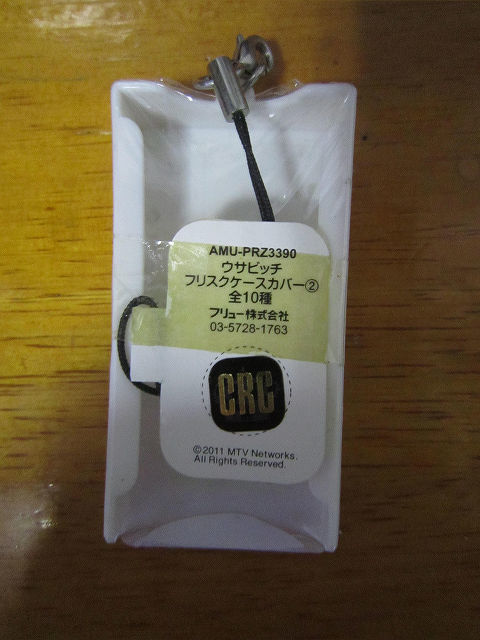 AMU-PRZ3390
ウサビッチ
フリスクケースカバー②
全10種
フリュー株式会社
03-5728-1763
CRC
©2011 MTV Networks.
All Rights Reserved.